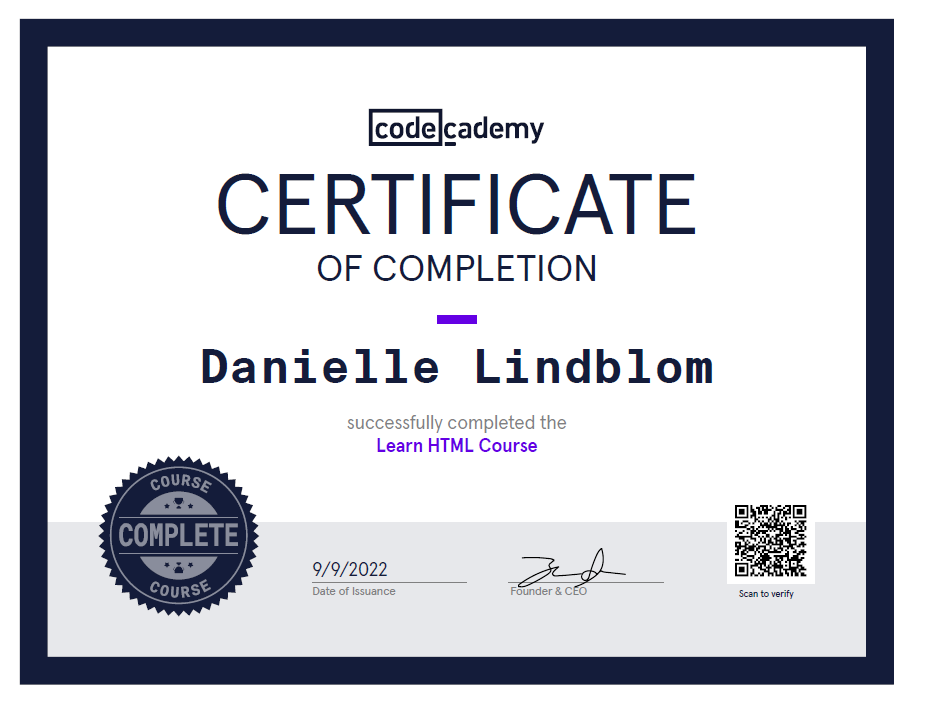 codecademy
CERTIFICATE
OF COMPLETION
Danielle Lindblom
successfully completed the
Learn HTML Course
COURSE
COMPLETE
COURSE
9/9/2022
Date of Issuance
Founder & CEO
Scan to verify